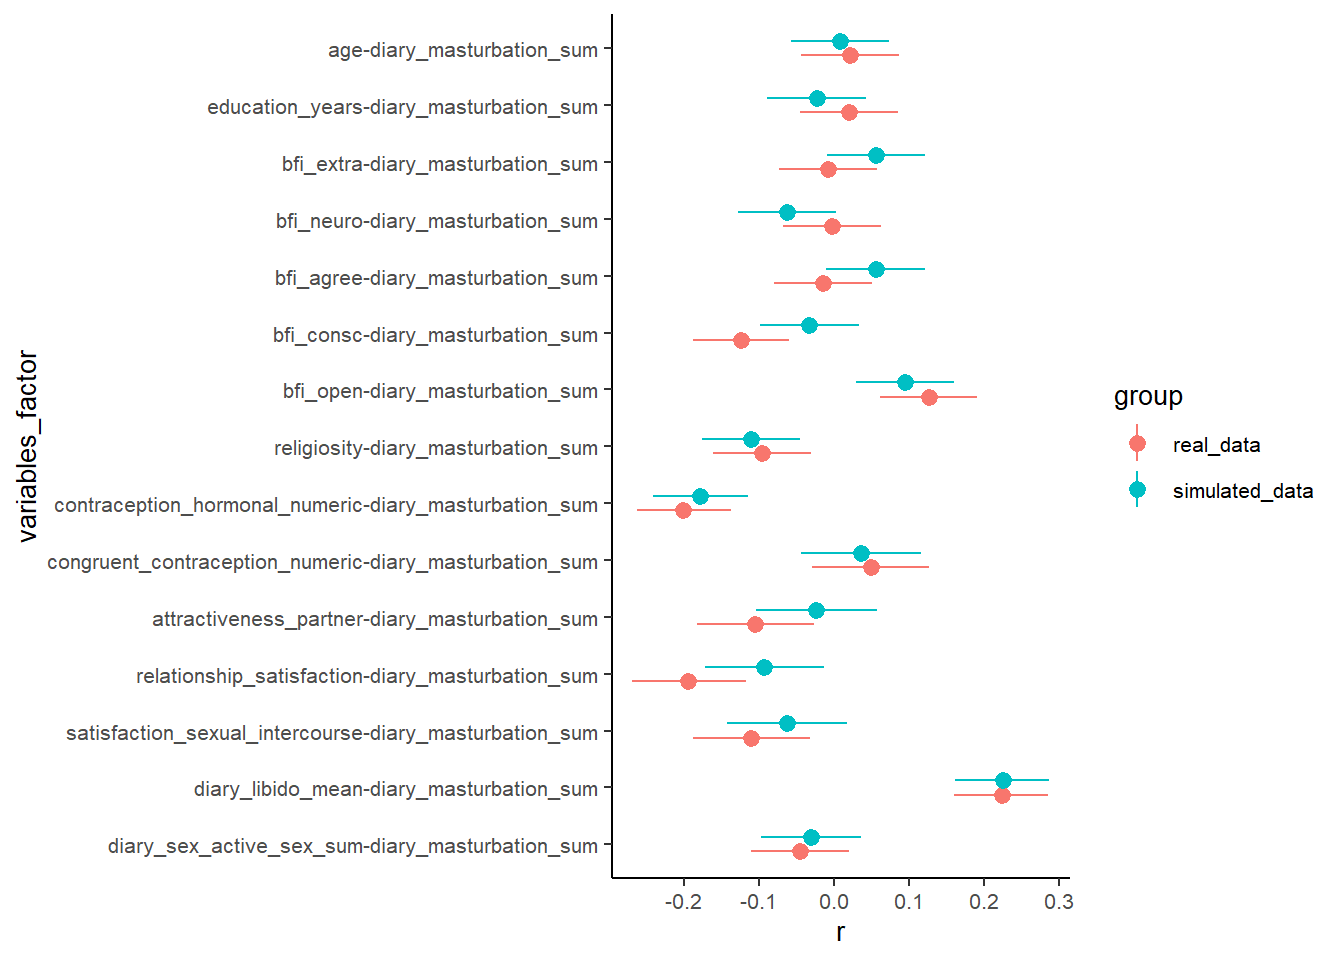 variables_factor
age-diary_masturbation_sum
education_years-diary_masturbation_sum
bfi_extra-diary_masturbation_sum
bfi_neuro-diary_masturbation_sum
bfi_agree-diary_masturbation_sum
bfi_consc-diary_masturbation_sum
bfi_open-diary_masturbation_sum
religiosity-diary_masturbation_sum
contraception_hormonal_numeric-diary_masturbation_sum
congruent_contraception_numeric-diary_masturbation_sum
attractiveness_partner-diary_masturbation_sum
relationship_satisfaction-diary_masturbation_sum
satisfaction_sexual_intercourse-diary_masturbation_sum
diary_libido_mean-diary_masturbation_sum
diary_sex_active_sex_sum-diary_masturbation_sum
-0.2 -0.1 0.0 0.1 0.2 0.3
r
group
real_data
simulated_data